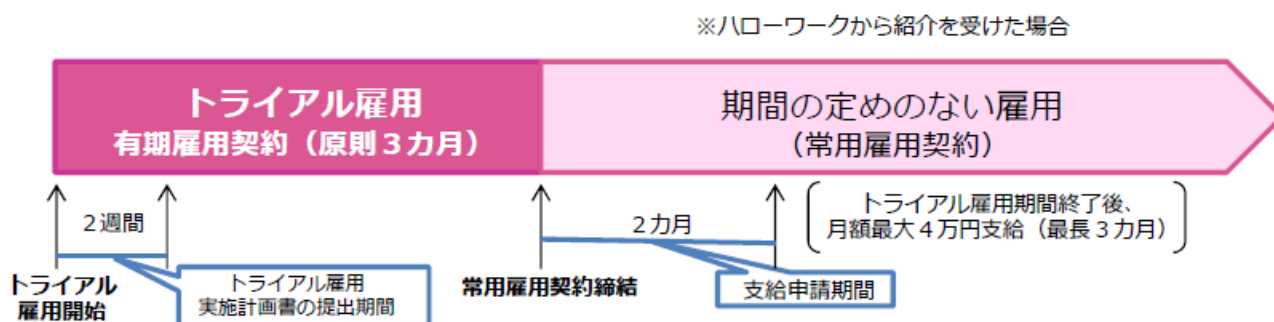 ※ハローワークから紹介を受けた場合
トライアル雇用
有期雇用契約（原則３カ月）
期間の定めのない雇用
（常用雇用契約）
２週間
２カ月
トライアル雇用期間終了後、
月額最大４万円支給（最長３カ月）
トライアル
雇用開始
トライアル雇用
実施計画書の提出期間
常用雇用契約締結
支給申請期間